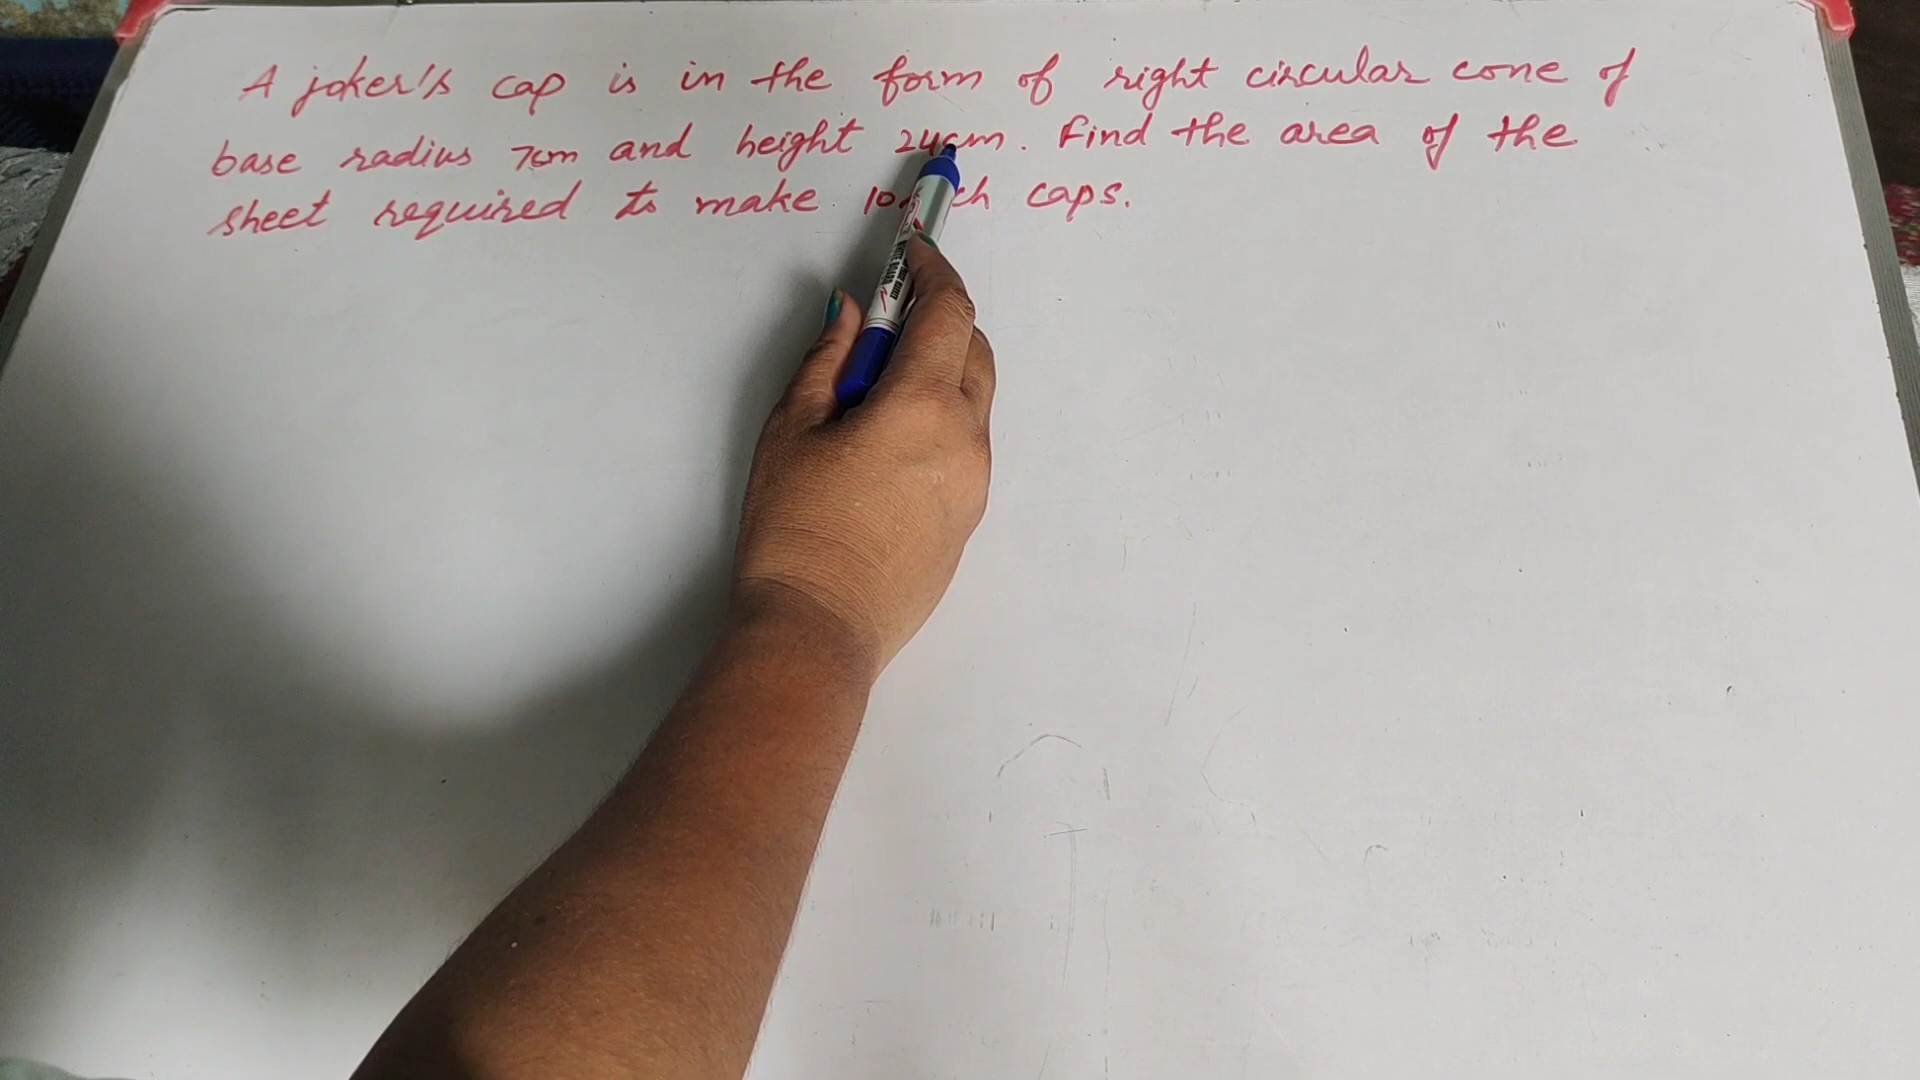 A joker's cap is in the form of right circular cone of
base radius 7cm and height 24cm. Find the area of the
sheet required to make 10 caps.